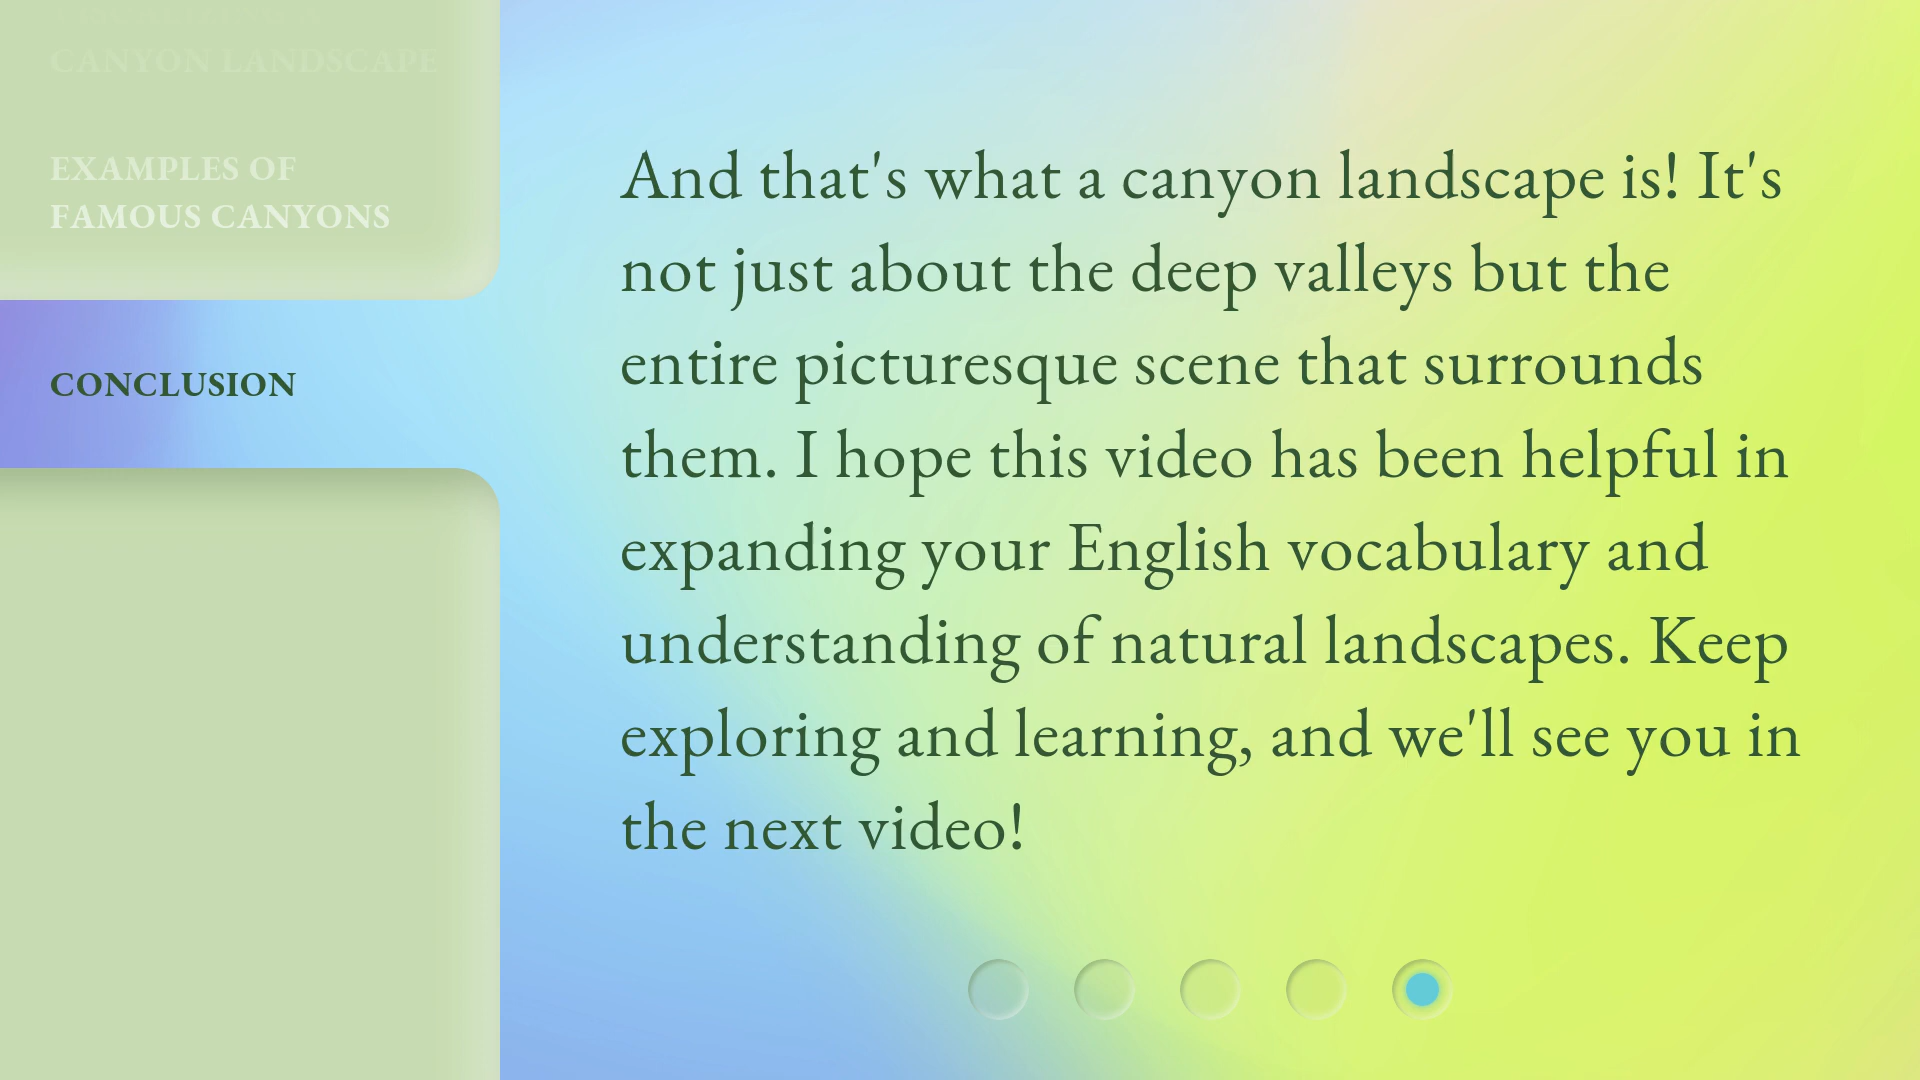 CANYON LANDSCAPE
EXAMPLES OF
FAMOUS CANYONS
CONCLUSION
And that's what a canyon landscape is! It's
not just about the deep valleys but the
entire picturesque scene that surrounds
them. I hope this video has been helpful in
expanding your English vocabulary and
understanding of natural landscapes. Keep
exploring and learning, and we'll see you in
the next video!